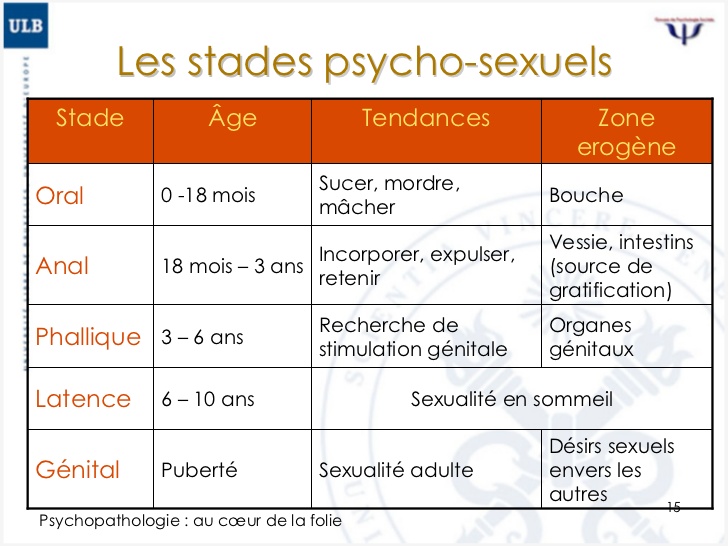 ULB
Les stades psycho-sexuels
Stade
Âge
Tendances
Zone
erogène
Oral
0 -18 mois
Sucer, mordre,
mâcher
Bouche
Anal
18 mois – 3 ans
Incorporer, expulser,
retenir
Vessie, intestins
(source de
gratification)
Phallique
3 – 6 ans
Recherche de
stimulation génitale
Organes
génitaux
Latence
6 – 10 ans
Sexualité en sommeil
Génital
Puberté
Sexualité adulte
Désirs sexuels
envers les
autres
15
Psychopathologie : au cœur de la folie